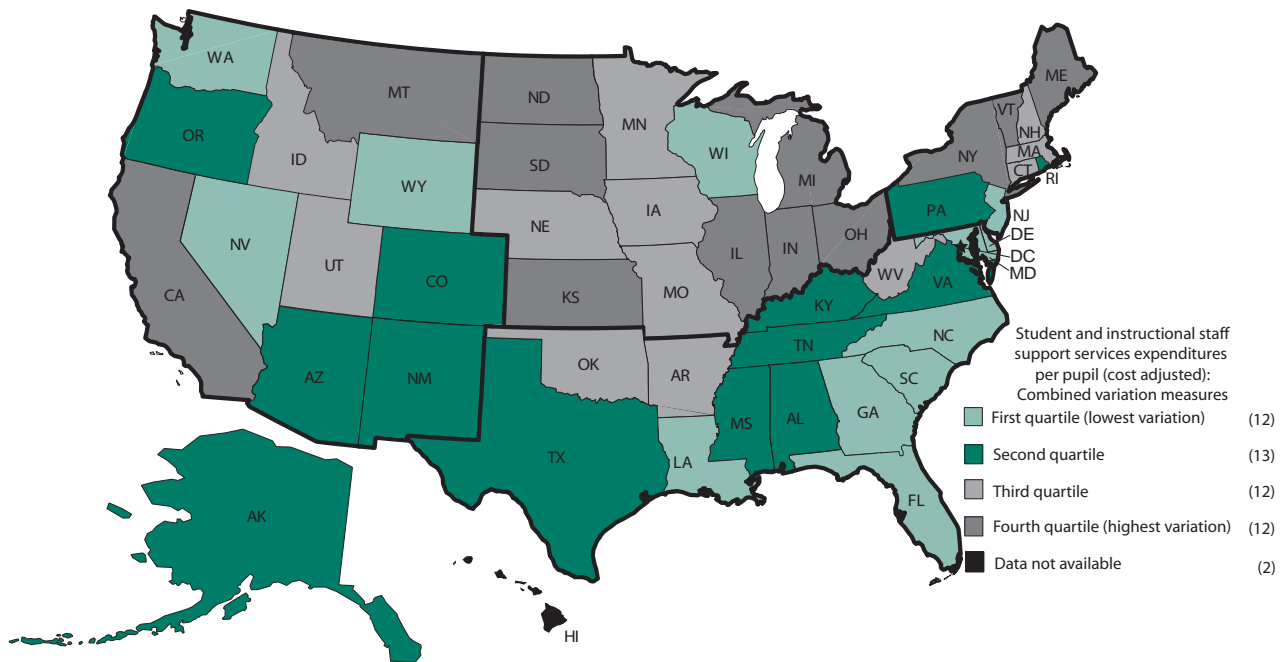 WA
MT
ND
MN
ME
VT
NH
OR
ID
SD
WI
NY
MA
CT
RI
WY
MI
PA
NE
IA
NJ
NV
DE
UT
IL
IN
OH
DC
CO
WV
MD
CA
KS
MO
KY
VA
TN
NC
Student and instructional staff
support services expenditures
per pupil (cost adjusted):
Combined variation measures
AZ
NM
OK
AR
SC
MS
AL
GA
First quartile (lowest variation) (12)
TX
LA
Second quartile (13)
FL
Third quartile (12)
AK
Fourth quartile (highest variation) (12)
Data not available (2)
HI